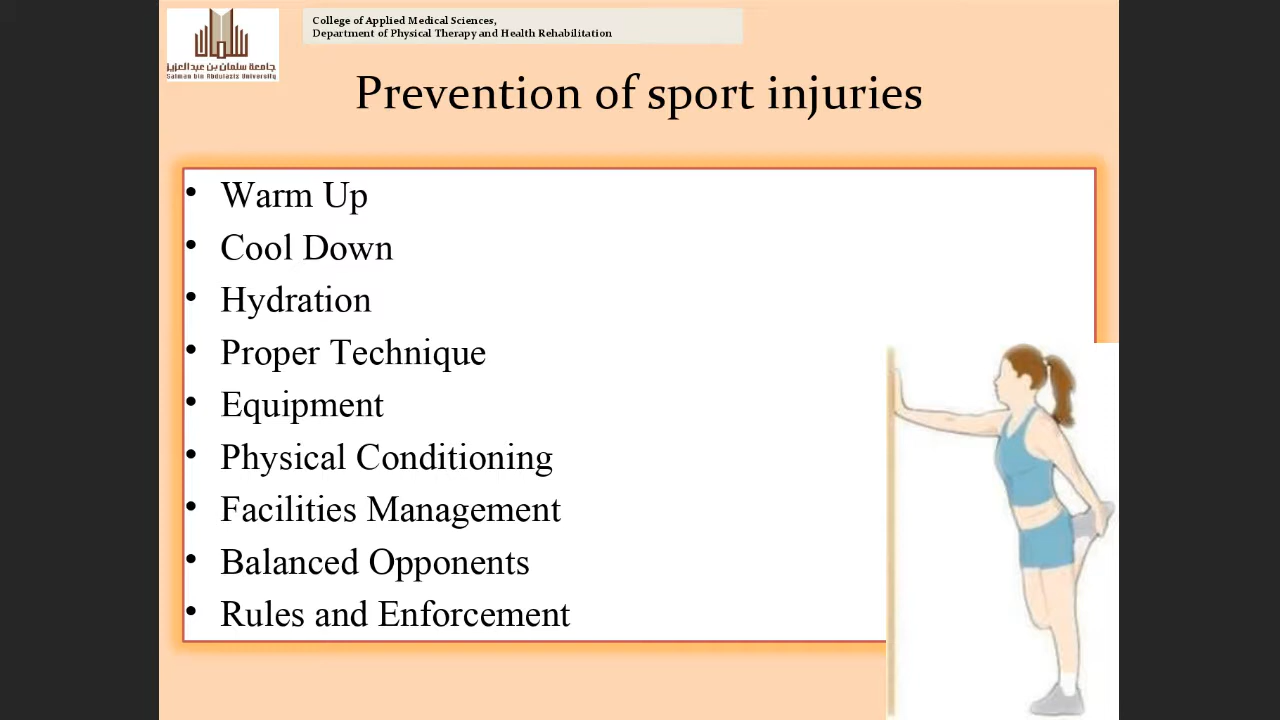 جامعة سلمان بن عبدالعزيز
Salman bin Abdulaziz University
College of Applied Medical Sciences,
Department of Physical Therapy and Health Rehabilitation
Prevention of sport injuries
• Warm Up
• Cool Down
• Hydration
• Proper Technique
• Equipment
• Physical Conditioning
• Facilities Management
• Balanced Opponents
• Rules and Enforcement